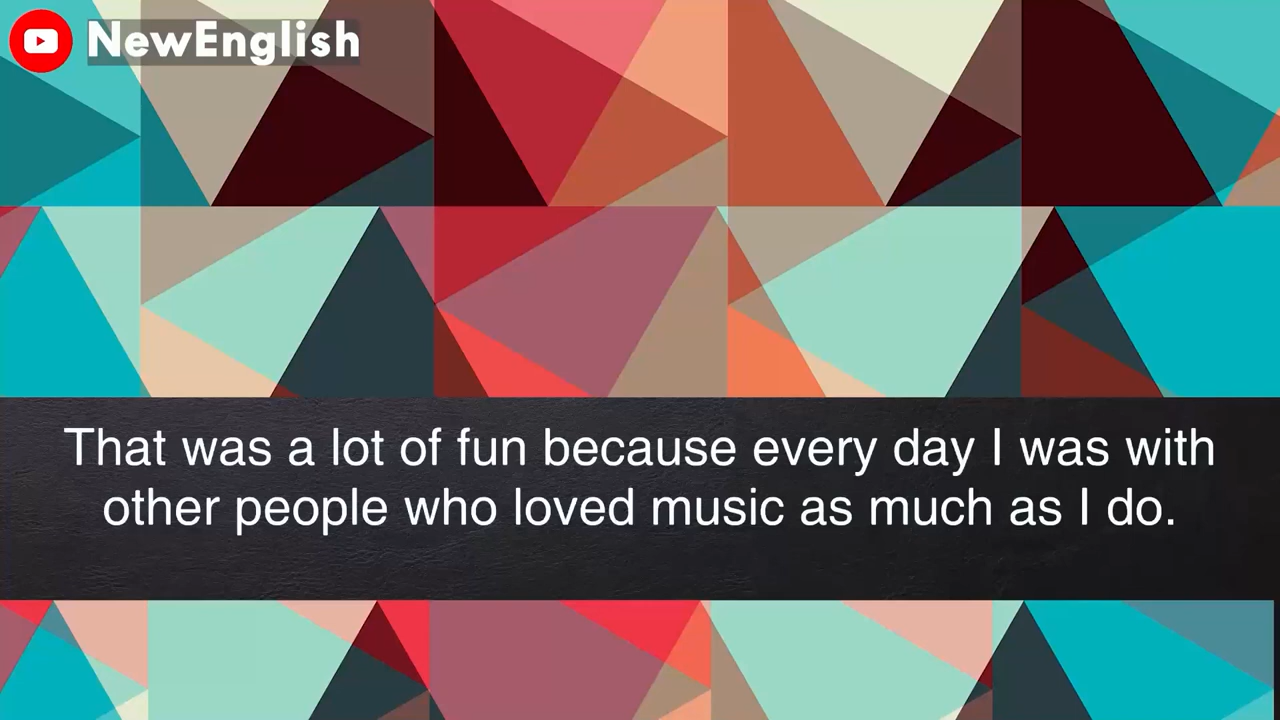 NewEnglish
That was a lot of fun because every day I was with
other people who loved music as much as I do.